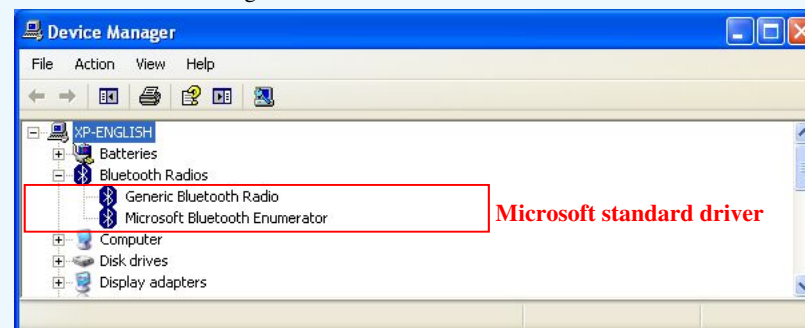 Device Manager
File Action View Help
XP-ENGLISH
Batteries
Bluetooth Radios
Generic Bluetooth Radio
Microsoft Bluetooth Enumerator
Microsoft standard driver
Computer
Disk drives
Display adapters